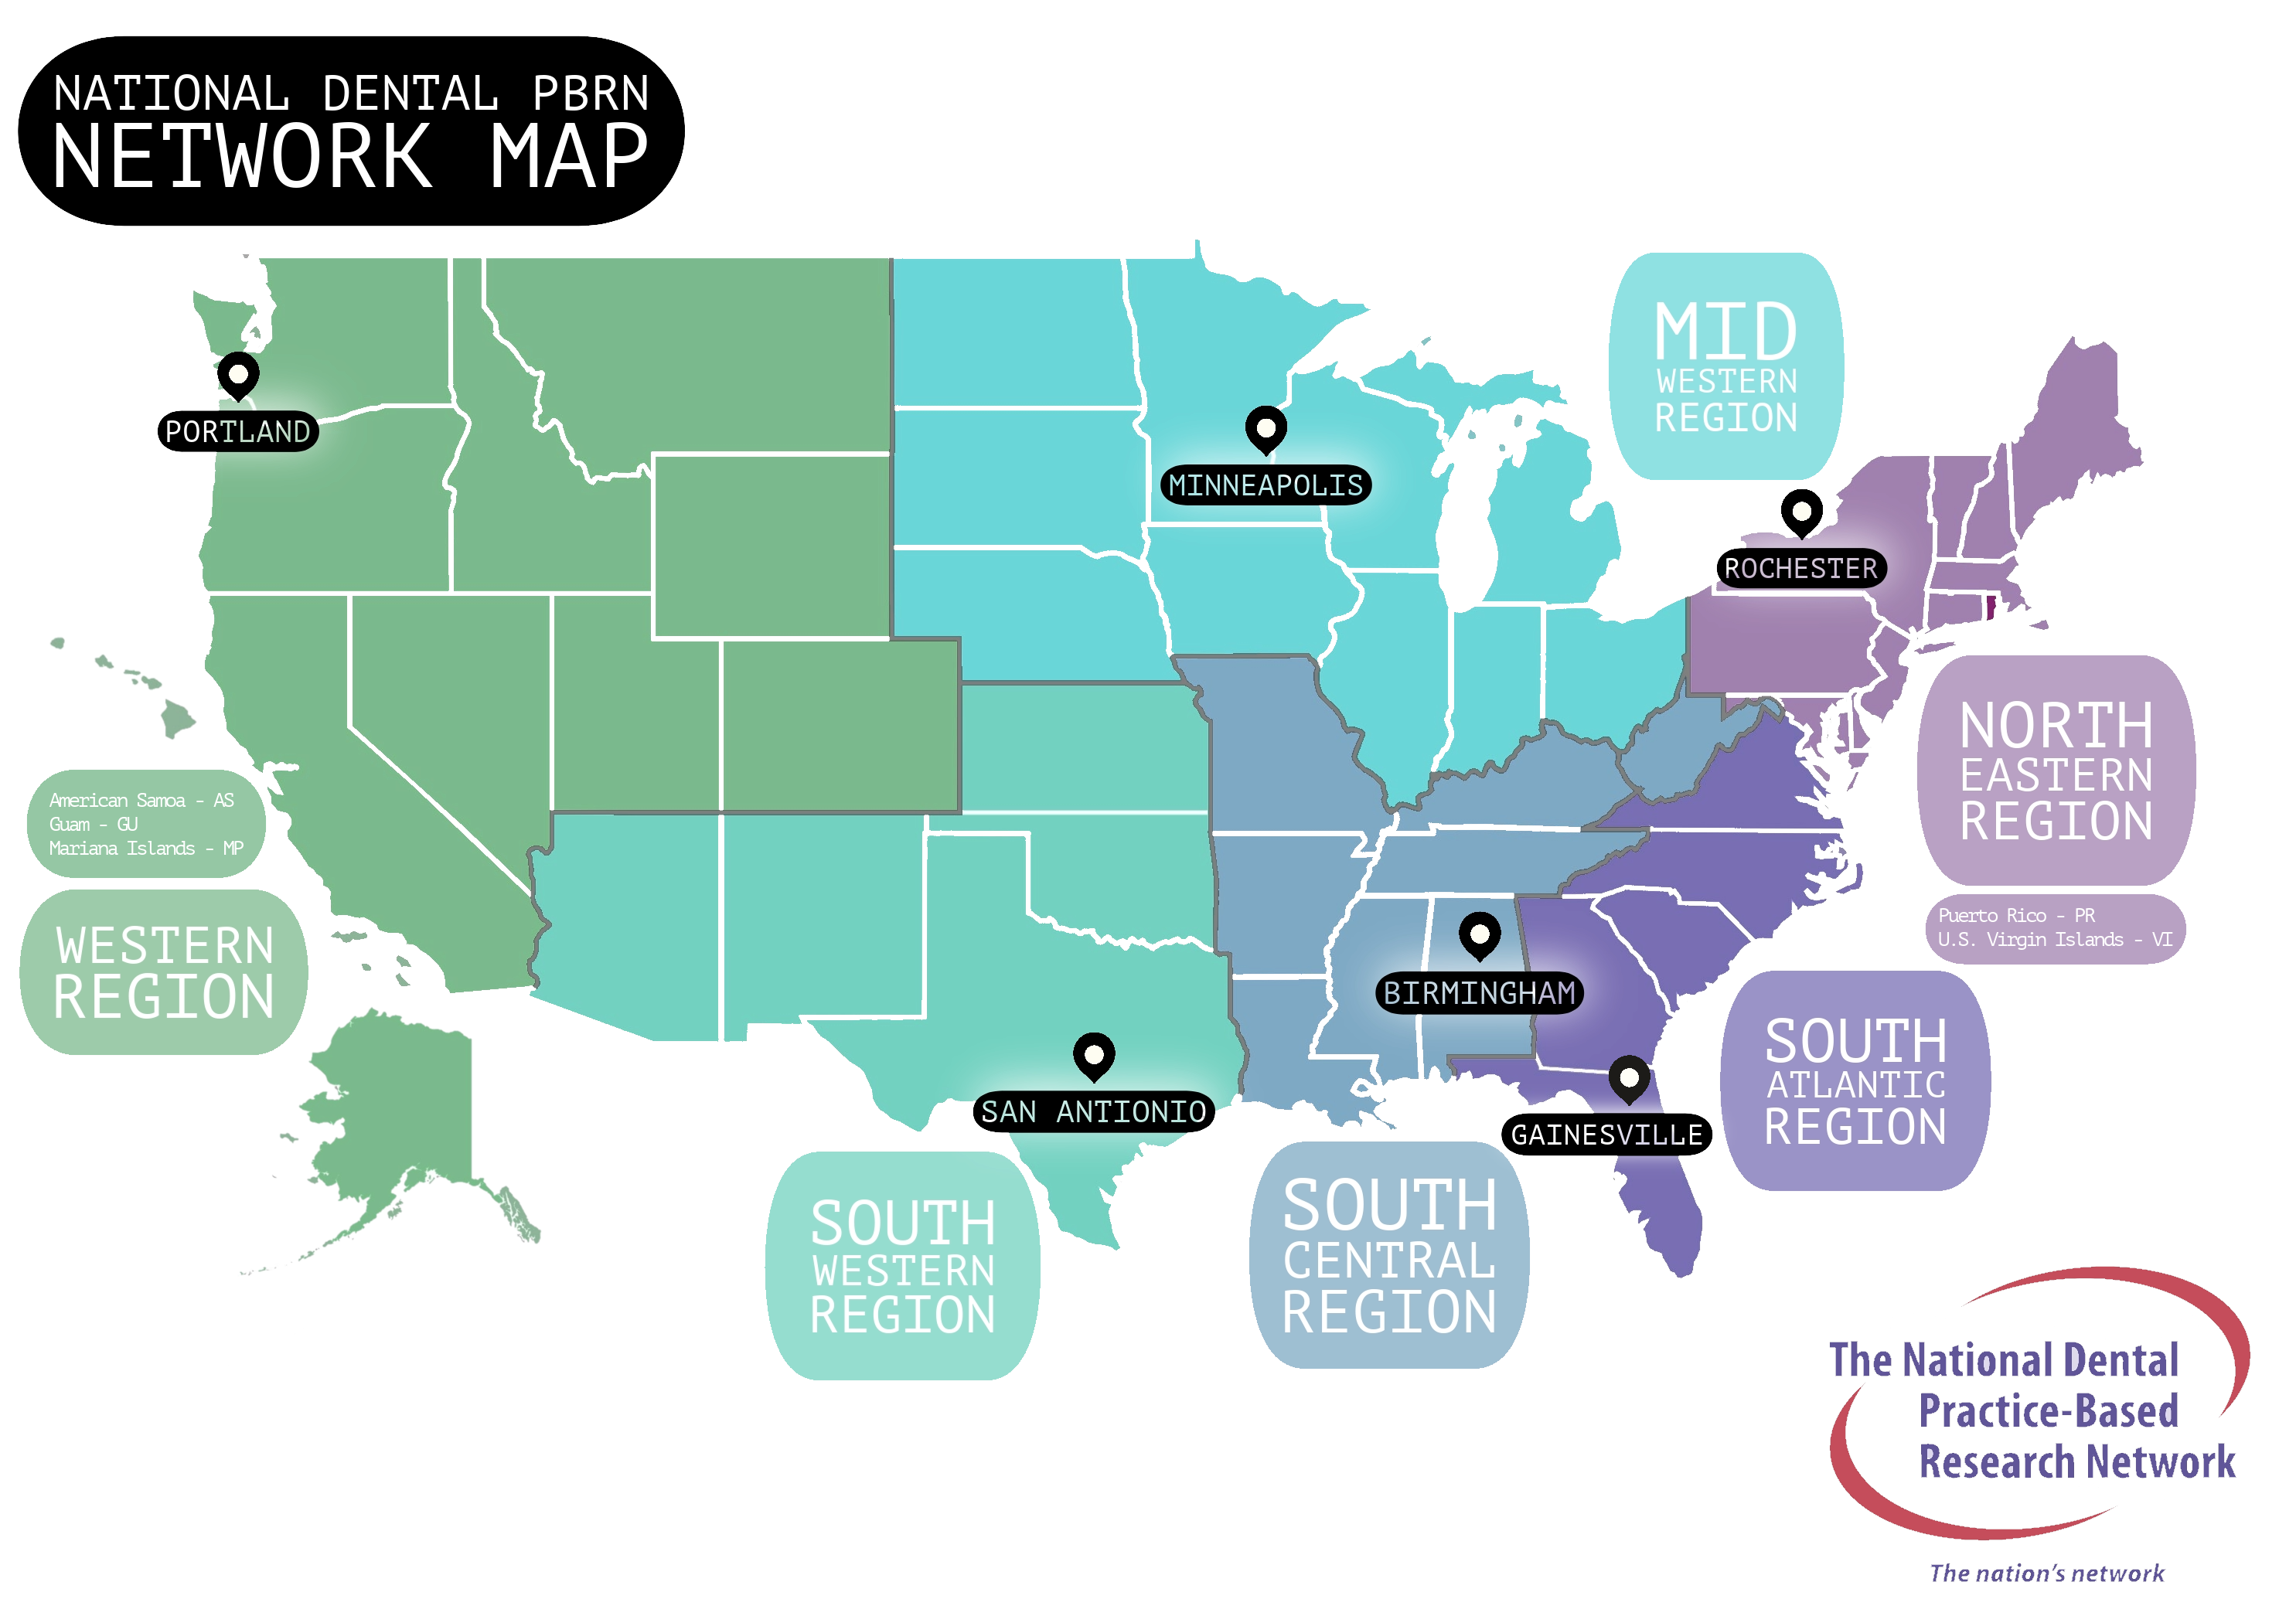 NATIONAL DENTAL PBRN
NETWORK MAP
MID
WESTERN
REGION
PORTLAND
MINNEAPOLIS
ROCHESTER
NORTH
EASTERN
REGION
American Samoa - AS
Guam - GU
Mariana Islands - MP
Puerto Rico - PR
U.S. Virgin Islands - VI
WESTERN
REGION
BIRMINGHAM
SOUTH
ATLANTIC
REGION
SAN ANTIONIO
GAINESVILLE
SOUTH
WESTERN
REGION
SOUTH
CENTRAL
REGION
The National Dental
Practice-Based
Research Network
The nation's network